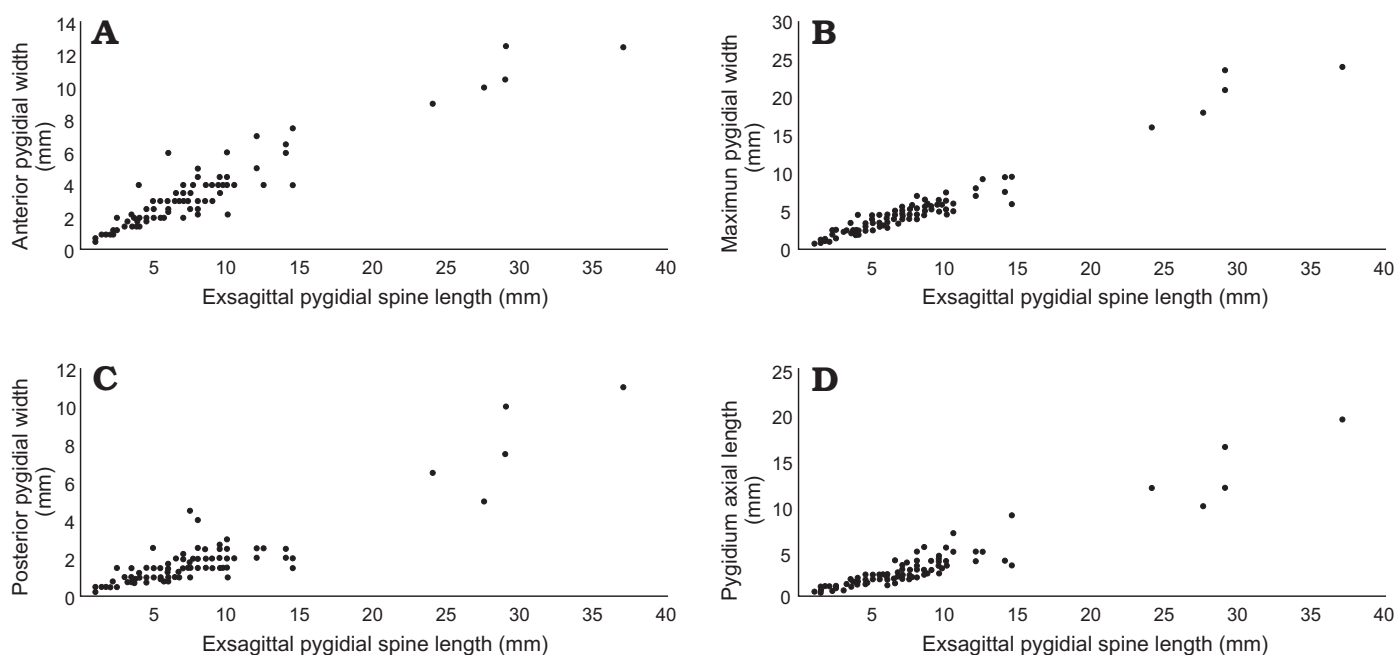 A
Anterior pygidial width
(mm)
14
12
10
8
6
4
2
0
5 10 15 20 25 30 35 40
Exsagittal pygidial spine length (mm)
B
Maximun pygidial width
(mm)
30
25
20
15
10
5
0
5 10 15 20 25 30 35 40
Exsagittal pygidial spine length (mm)
C
Posterior pygidial width
(mm)
12
10
8
6
4
2
0
5 10 15 20 25 30 35 40
Exsagittal pygidial spine length (mm)
D
Pygidium axial length
(mm)
25
20
15
10
5
0
5 10 15 20 25 30 35 40
Exsagittal pygidial spine length (mm)